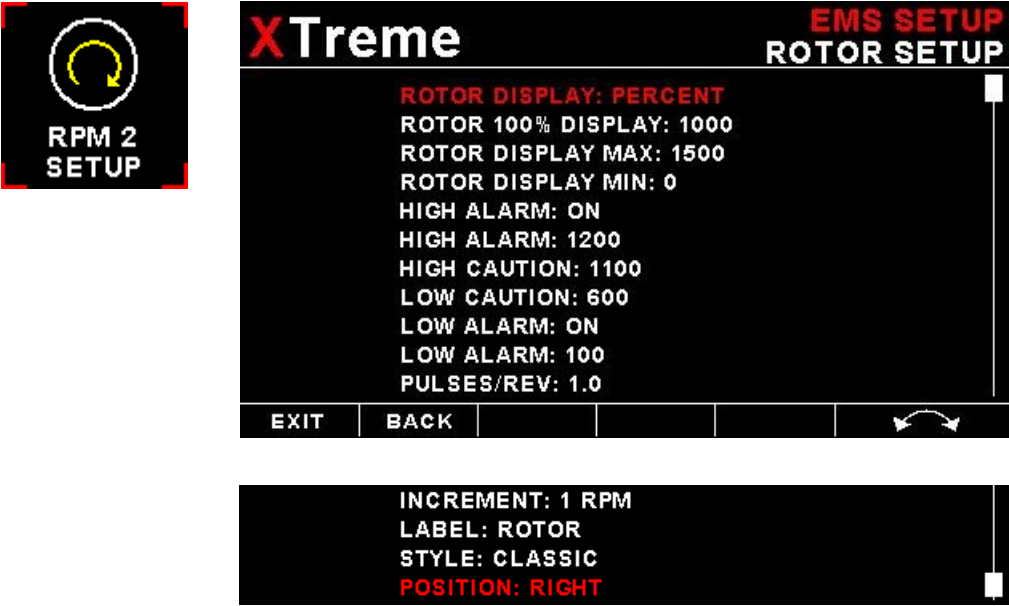 RPM 2
SETUP
XTreme
EMS SETUP
ROTOR SETUP
ROTOR DISPLAY: PERCENT
ROTOR 100% DISPLAY: 1000
ROTOR DISPLAY MAX: 1500
ROTOR DISPLAY MIN: 0
HIGH ALARM: ON
HIGH ALARM: 1200
HIGH CAUTION: 1100
LOW CAUTION: 600
LOW ALARM: ON
LOW ALARM: 100
PULSES/REV: 1.0
EXIT BACK
INCREMENT: 1 RPM
LABEL: ROTOR
STYLE: CLASSIC
POSITION: RIGHT